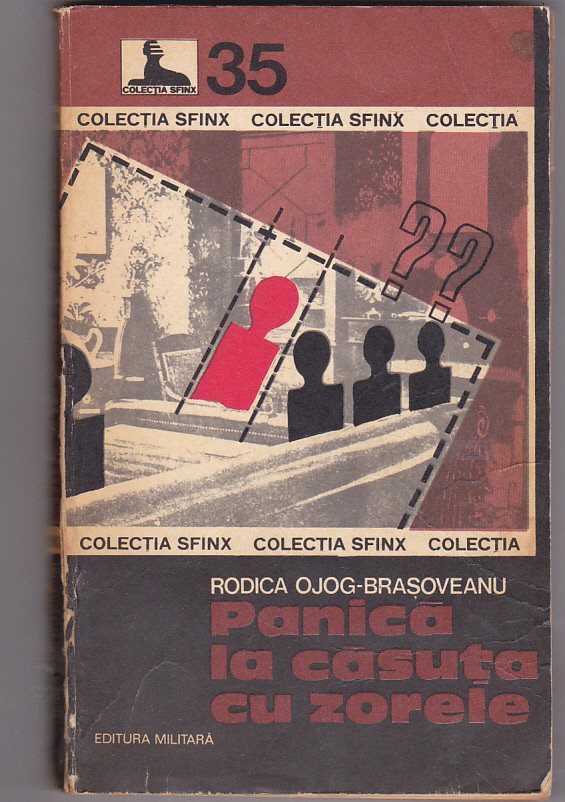 COLECȚIA SFINX
35
COLECȚIA SFINX COLECȚIA SFINX COLECȚIA
??
COLECȚIA SFINX COLECȚIA SFINX COLECȚIA
RODICA OJOG-BRAȘOVEANU
Panică
la căsuța
cu zorele
EDITURA MILITARĂ